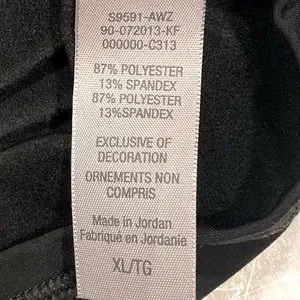 S9591-AWZ
90-072013-KF
000000-C313
87% POLYESTER
13% SPANDEX
87% POLYESTER
13%SPANDEX
EXCLUSIVE OF
DECORATION
ORNEMENTS NON
COMPRIS
Made in Jordan
Fabriqué en Jordanie
XL/TG